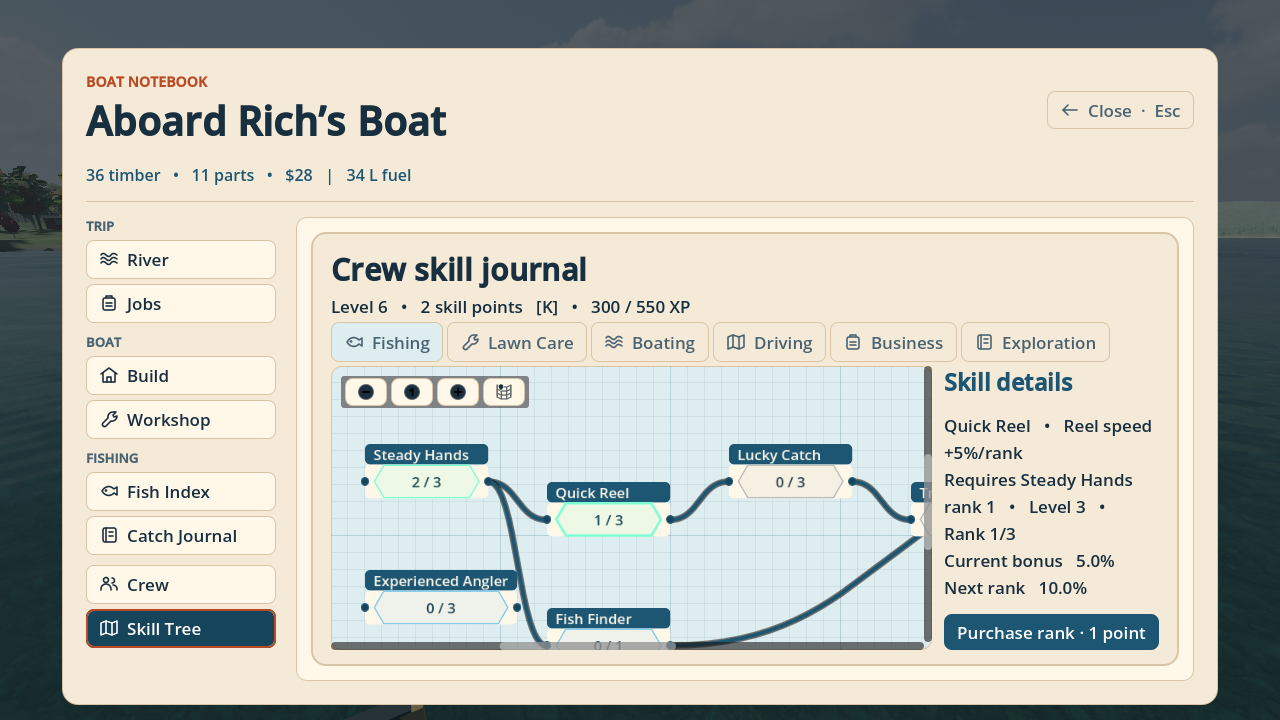 BOAT NOTEBOOK
Aboard Rich’s Boat
← Close · Esc
36 timber • 11 parts • $28 | 34 L fuel
TRIP
River
Jobs
BOAT
Build
Workshop
FISHING
Fish Index
Catch Journal
Crew
Skill Tree
Crew skill journal
Level 6 • 2 skill points [K] • 300 / 550 XP
Fishing
Lawn Care
Boating
Driving
Business
Exploration
Steady Hands
2 / 3
Quick Reel
1 / 3
Lucky Catch
0 / 3
Experienced Angler
0 / 3
Fish Finder
0 / 1
Skill details
Quick Reel • Reel speed
+5%/rank
Requires Steady Hands
rank 1 • Level 3 •
Rank 1/3
Current bonus 5.0%
Next rank 10.0%
Purchase rank · 1 point